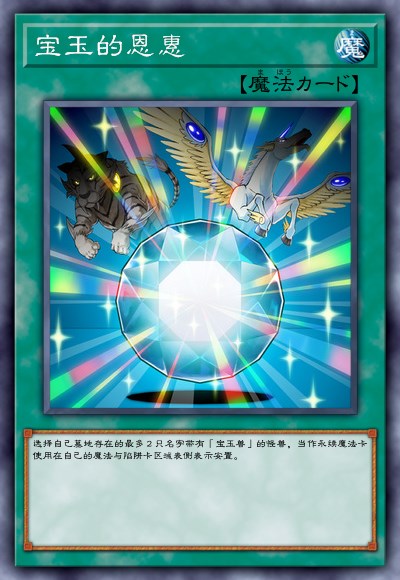 宝玉的恩惠
魔
【魔法カード】
まほう
选择自己墓地存在的最多２只名字带有「宝玉兽」的怪兽，当作永续魔法卡
使用在自己的魔法与陷阱卡区域表侧表示安置。